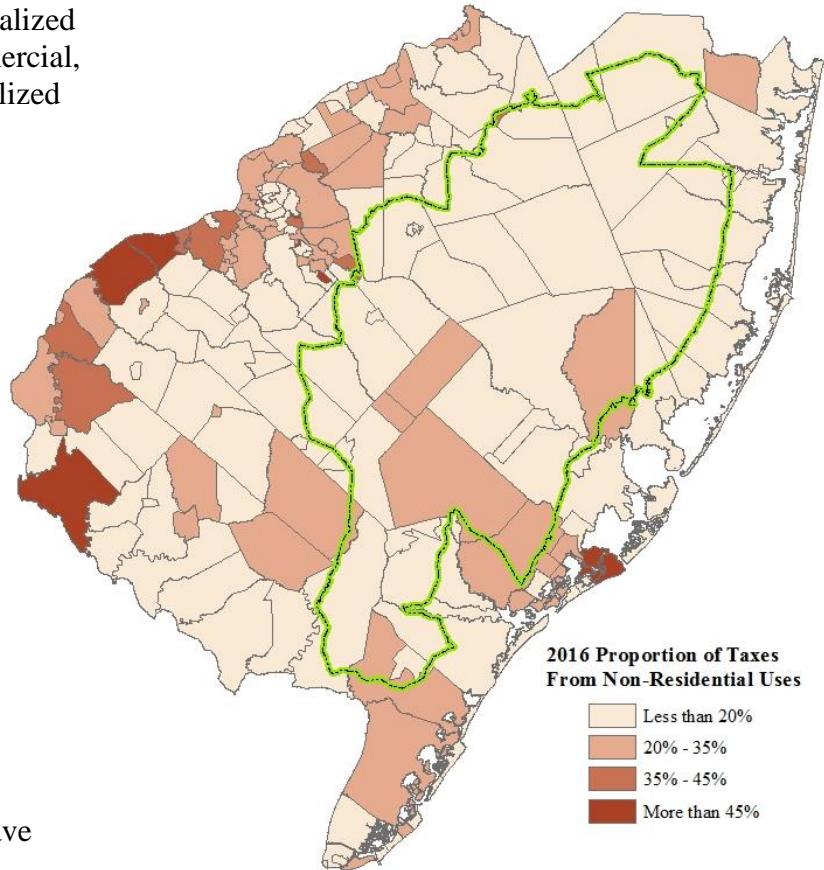 alized
ercial,
lized
2016 Proportion of Taxes
From Non-Residential Uses
Less than 20%
20% - 35%
35% - 45%
More than 45%
ve